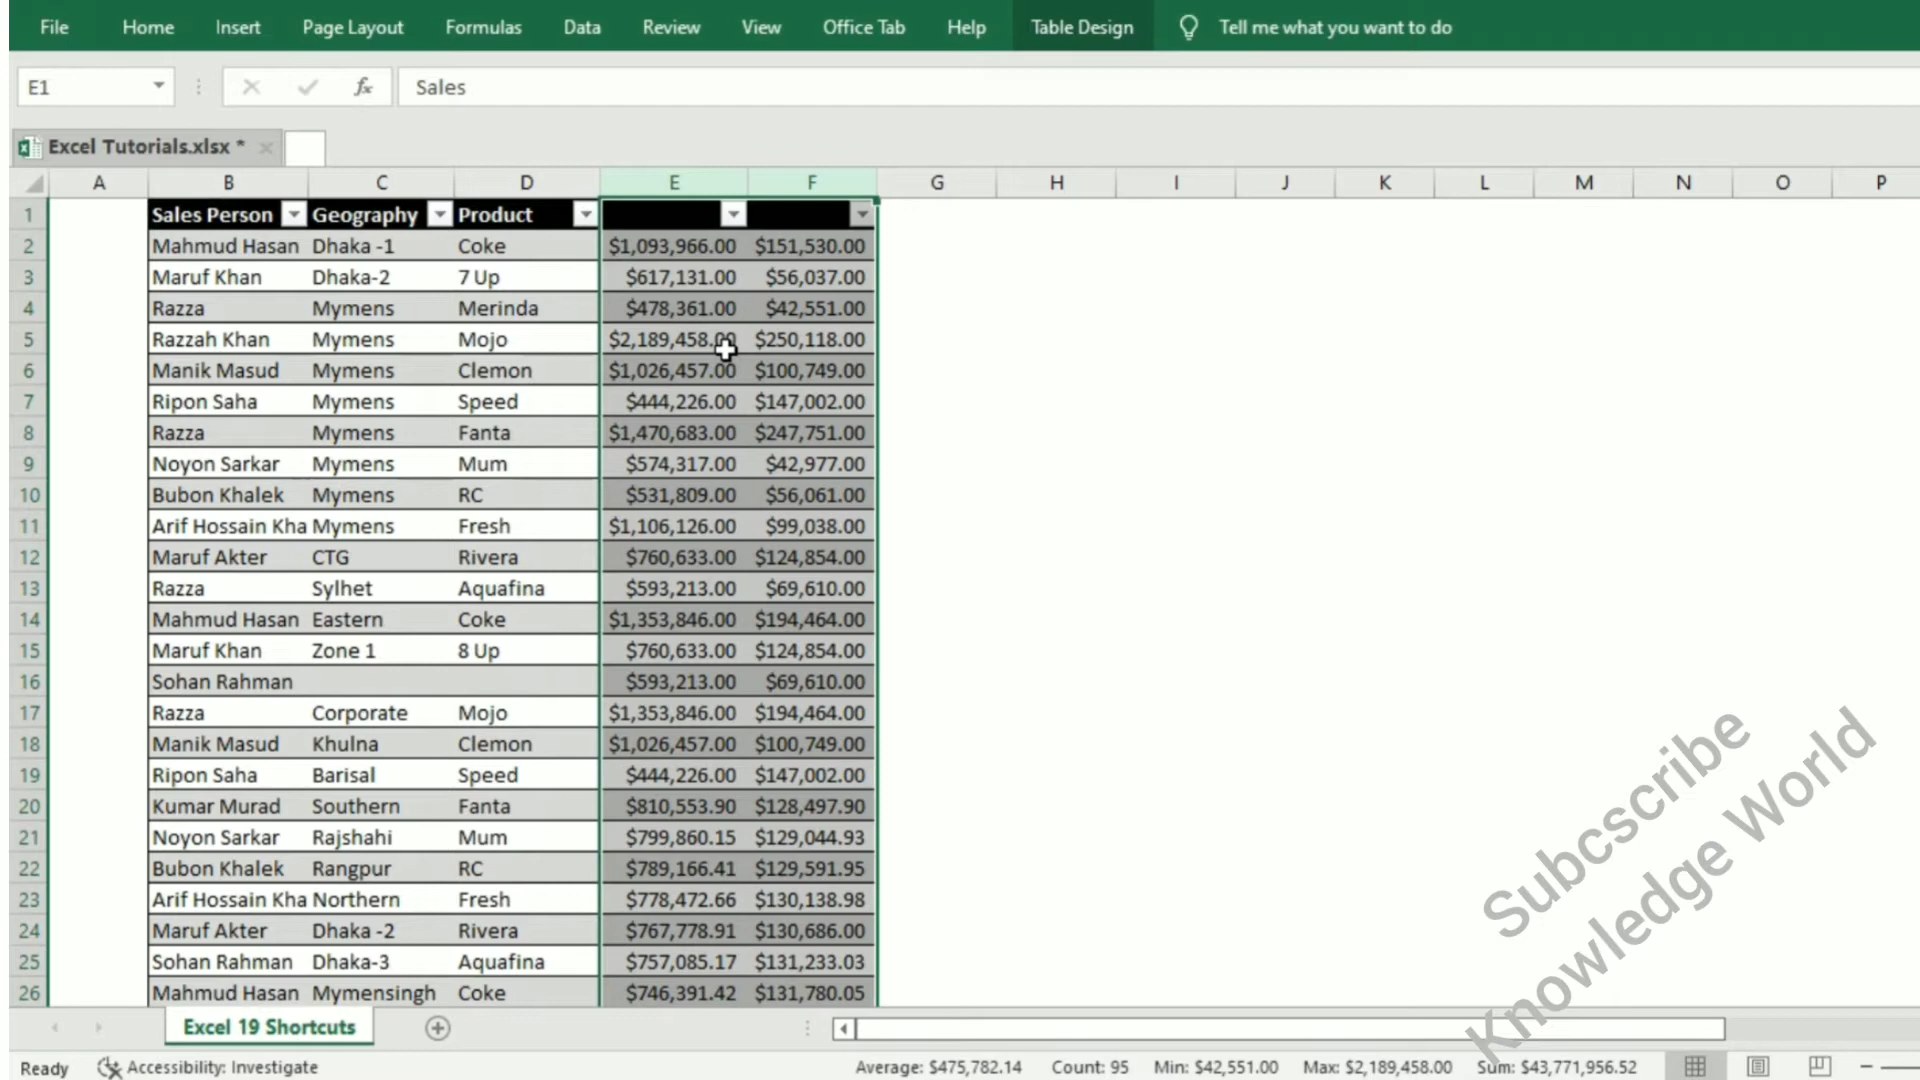 File Home Insert Page Layout Formulas Data Review View Office Tab Help Table Design Tell me what you want to do
E1 fx Sales
Excel Tutorials.xlsx *
A B C D E F G H I J K L M N O P
1 Sales Person Geography Product
2 Mahmud Hasan Dhaka -1 Coke $1,093,966.00 $151,530.00
3 Maruf Khan Dhaka-2 7 Up $617,131.00 $56,037.00
4 Razza Mymens Merinda $478,361.00 $42,551.00
5 Razzah Khan Mymens Mojo $2,189,458.00 $250,118.00
6 Manik Masud Mymens Clemon $1,026,457.00 $100,749.00
7 Ripon Saha Mymens Speed $444,226.00 $147,002.00
8 Razza Mymens Fanta $1,470,683.00 $247,751.00
9 Noyon Sarkar Mymens Mum $574,317.00 $42,977.00
10 Bubon Khalek Mymens RC $531,809.00 $56,061.00
11 Arif Hossain Kha Mymens Fresh $1,106,126.00 $99,038.00
12 Maruf Akter CTG Rivera $760,633.00 $124,854.00
13 Razza Sylhet Aquafina $593,213.00 $69,610.00
14 Mahmud Hasan Eastern Coke $1,353,846.00 $194,464.00
15 Maruf Khan Zone 1 8 Up $760,633.00 $124,854.00
16 Sohan Rahman $593,213.00 $69,610.00
17 Razza Corporate Mojo $1,353,846.00 $194,464.00
18 Manik Masud Khulna Clemon $1,026,457.00 $100,749.00
19 Ripon Saha Barisal Speed $444,226.00 $147,002.00
20 Kumar Murad Southern Fanta $810,553.90 $128,497.90
21 Noyon Sarkar Rajshahi Mum $799,860.15 $129,044.93
22 Bubon Khalek Rangpur RC $789,166.41 $129,591.95
23 Arif Hossain Kha Northern Fresh $778,472.66 $130,138.98
24 Maruf Akter Dhaka -2 Rivera $767,778.91 $130,686.00
25 Sohan Rahman Dhaka-3 Aquafina $757,085.17 $131,233.03
26 Mahmud Hasan Mymensingh Coke $746,391.42 $131,780.05
Subcscribe
Knowledge World
Excel 19 Shortcuts
Ready Accessibility: Investigate Average: $475,782.14 Count: 95 Min: $42,551.00 Max: $2,189,458.00 Sum: $43,771,956.52